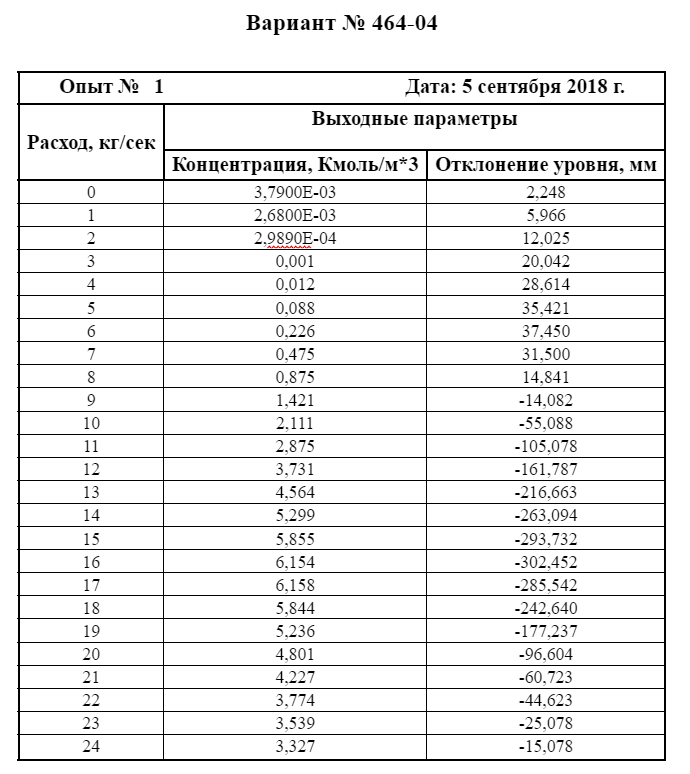 Вариант № 464-04
Опыт № 1 Дата: 5 сентября 2018 г.
Расход, кг/сек Выходные параметры
Концентрация, Кмоль/м*3 Отклонение уровня, мм
0 3,7900E-03 2,248
1 2,6800E-03 5,966
2 2,9890E-04 12,025
3 0,001 20,042
4 0,012 28,614
5 0,088 35,421
6 0,226 37,450
7 0,475 31,500
8 0,875 14,841
9 1,421 -14,082
10 2,111 -55,088
11 2,875 -105,078
12 3,731 -161,787
13 4,564 -216,663
14 5,299 -263,094
15 5,855 -293,732
16 6,154 -302,452
17 6,158 -285,542
18 5,844 -242,640
19 5,236 -177,237
20 4,801 -96,604
21 4,227 -60,723
22 3,774 -44,623
23 3,539 -25,078
24 3,327 -15,078